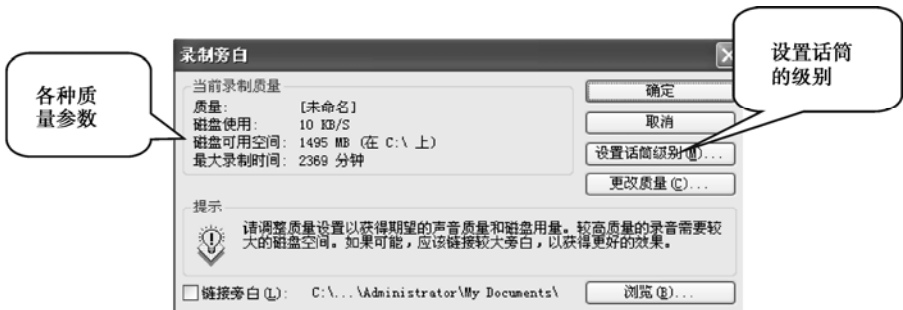 设置话筒
的级别
各种质
量参数
录制旁白
当前录制质量
质量: [未命名]
磁盘使用: 10 KB/S
磁盘可用空间: 1495 MB (在 C:\ 上)
最大录制时间: 2369 分钟
确定
取消
设置话筒级别(M)...
更改质量(C)...
提示
请调整质量设置以获得期望的声音质量和磁盘用量。较高质量的录音需要较
大的磁盘空间。如果可能,应该链接较大旁白,以获得更好的效果。
链接旁白(L): C:\...\Administrator\My Documents\
浏览(B)...